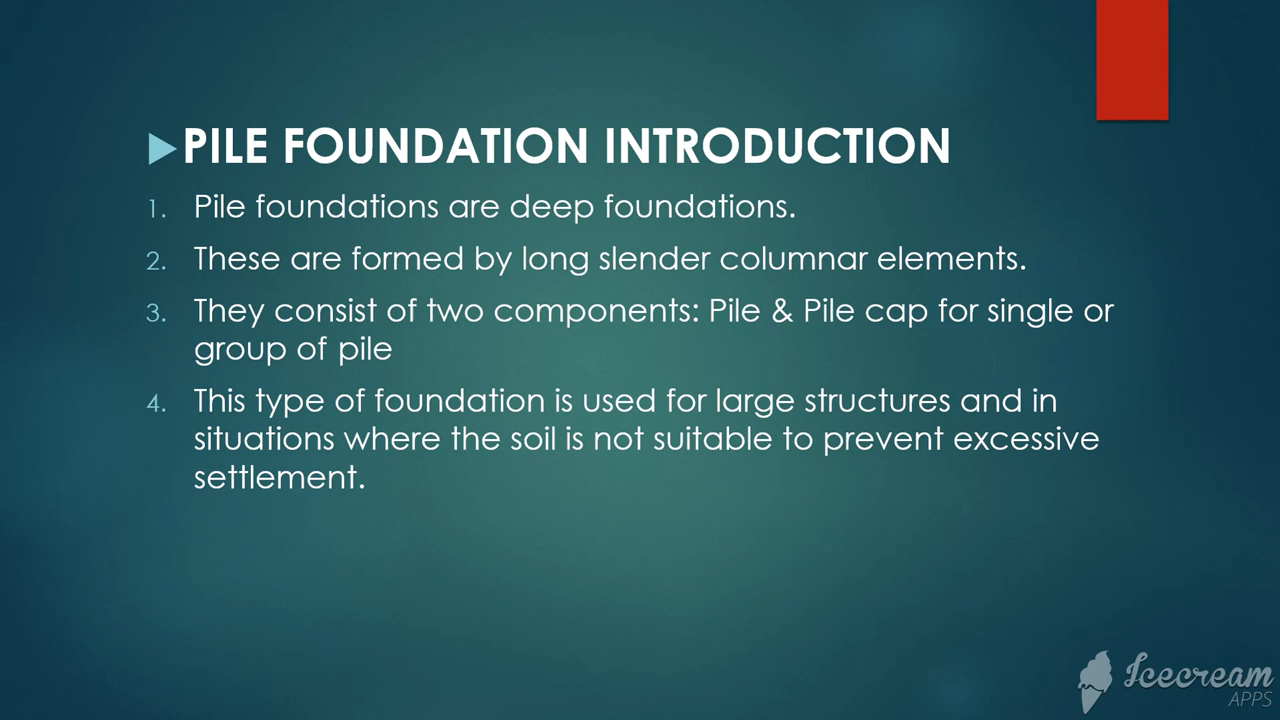 PILE FOUNDATION INTRODUCTION
1. Pile foundations are deep foundations.
2. These are formed by long slender columnar elements.
3. They consist of two components: Pile & Pile cap for single or
group of pile
4. This type of foundation is used for large structures and in
situations where the soil is not suitable to prevent excessive
settlement.
Icecream
APPS